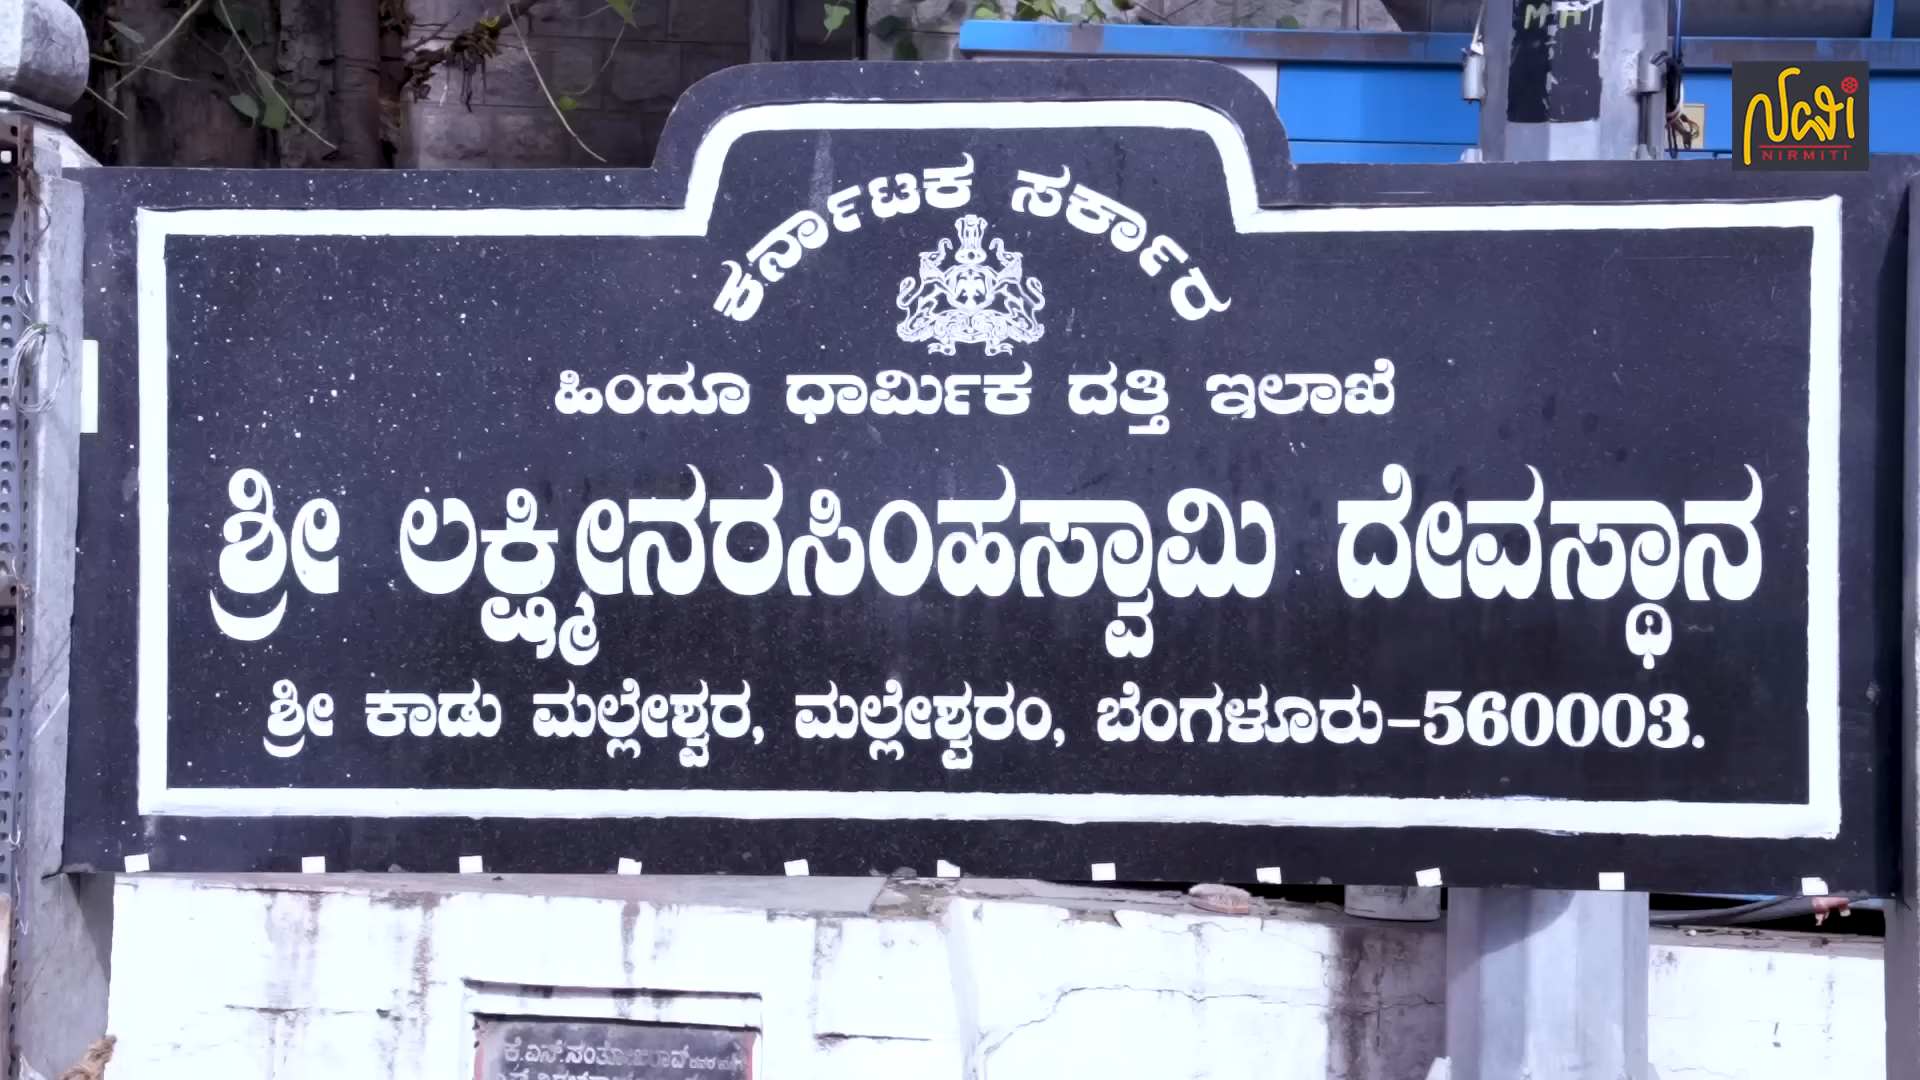 ಕರ್ನಾಟಕ ಸರ್ಕಾರ
ಹಿಂದೂ ಧಾರ್ಮಿಕ ದತ್ತಿ ಇಲಾಖೆ
ಶ್ರೀ ಲಕ್ಷ್ಮೀನರಸಿಂಹಸ್ವಾಮಿ ದೇವಸ್ಥಾನ
ಶ್ರೀ ಕಾಡು ಮಲ್ಲೇಶ್ವರ, ಮಲ್ಲೇಶ್ವರಂ, ಬೆಂಗಳೂರು-560003.
NIRMITI